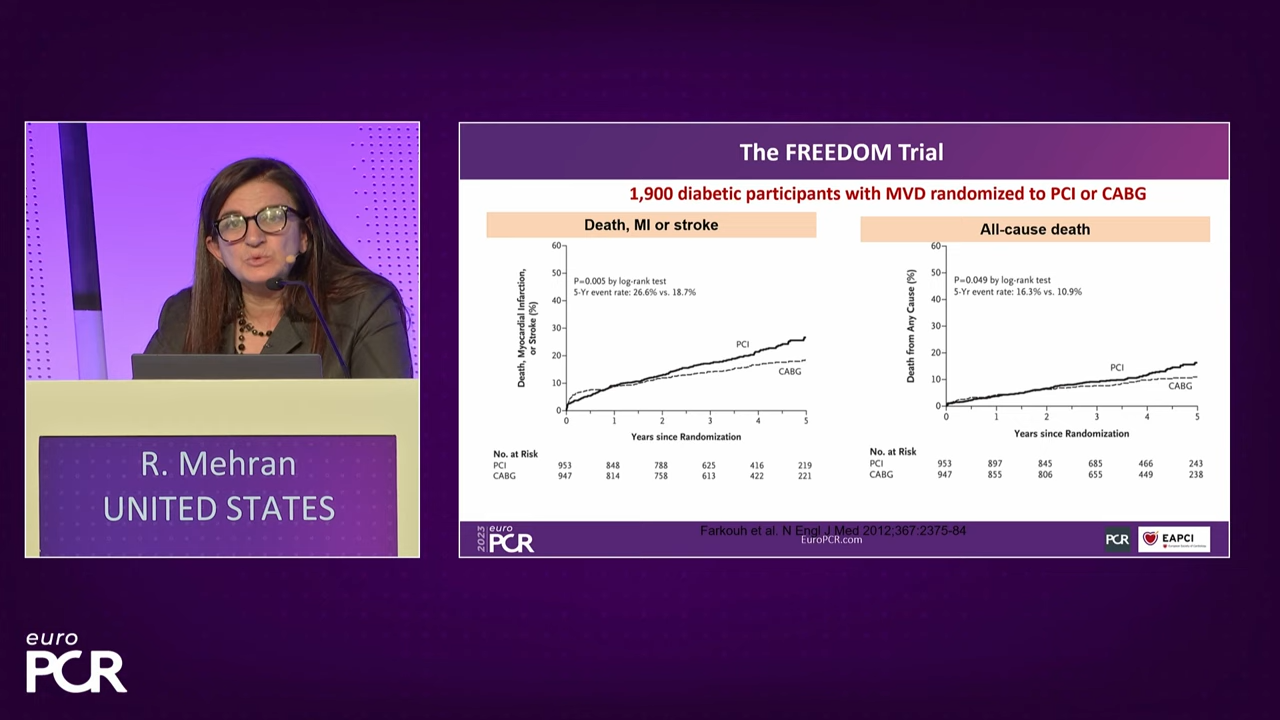 R. Mehran
UNITED STATES
euro
PCR
The FREEDOM Trial
1,900 diabetic participants with MVD randomized to PCI or CABG
Death, MI or stroke
Death, Myocardial Infarction,
or Stroke (%)
60
50
40
30
20
10
0
P=0.005 by log-rank test
5-Yr event rate: 26.6% vs. 18.7%
PCI
CABG
0 1 2 3 4 5
Years since Randomization
No. at Risk
PCI 953 848 788 625 416 219
CABG 947 814 758 613 422 221
All-cause death
Death from Any Cause (%)
60
50
40
30
20
10
0
P=0.049 by log-rank test
5-Yr event rate: 16.3% vs. 10.9%
PCI
CABG
0 1 2 3 4 5
Years since Randomization
No. at Risk
PCI 953 897 845 685 466 243
CABG 947 855 806 655 449 238
Farkouh et al. N Engl J Med 2012;367:2375-84
2023 euro
PCR
EuroPCR.com
PCR
EAPCI